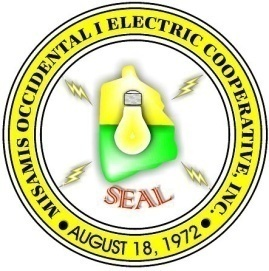 MISAMIS OCCIDENTAL I ELECTRIC COOPERATIVE, INC.
SEAL
• AUGUST 18, 1972 •